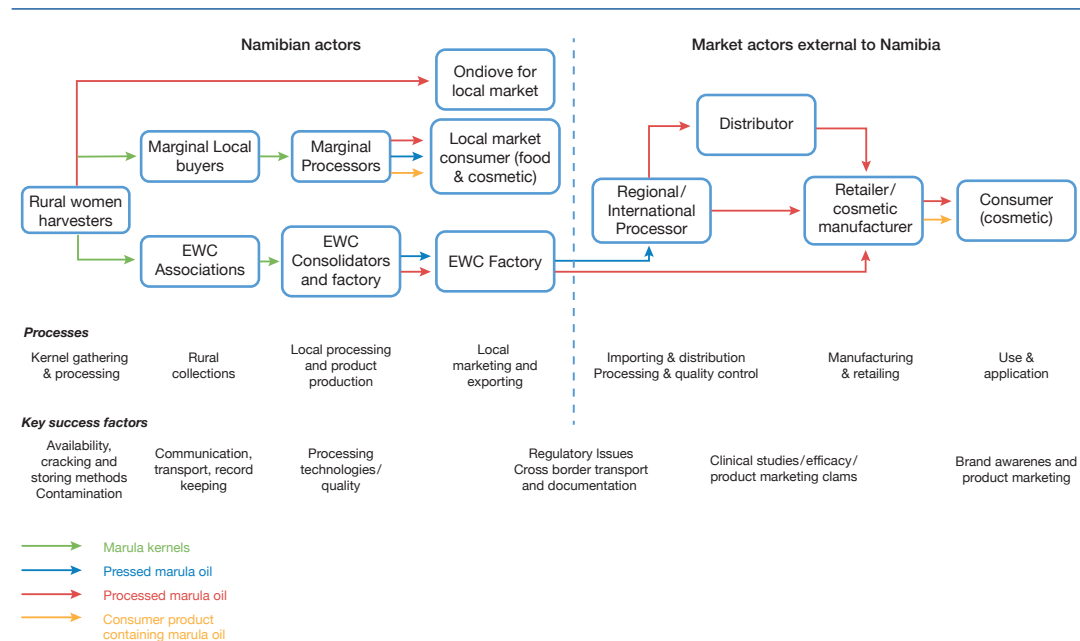 Namibian actors
Market actors external to Namibia
Ondiove for
local market
Distributor
Marginal Local
buyers
Marginal
Processors
Local market
consumer (food
& cosmetic)
Rural women
harvesters
Regional/
International
Processor
Retailer/
cosmetic
manufacturer
Consumer
(cosmetic)
EWC
Associations
EWC
Consolidators
and factory
EWC Factory
Processes
Kernel gathering
& processing
Rural
collections
Local processing
and product
production
Local
marketing and
exporting
Importing & distribution
Processing & quality control
Manufacturing
& retailing
Use &
application
Key success factors
Availability,
cracking and
storing methods
Contamination
Communication,
transport, record
keeping
Processing
technologies/
quality
Regulatory Issues
Cross border transport
and documentation
Clinical studies/efficacy/
product marketing clams
Brand awarenes and
product marketing
Marula kernels
Pressed marula oil
Processed marula oil
Consumer product
containing marula oil